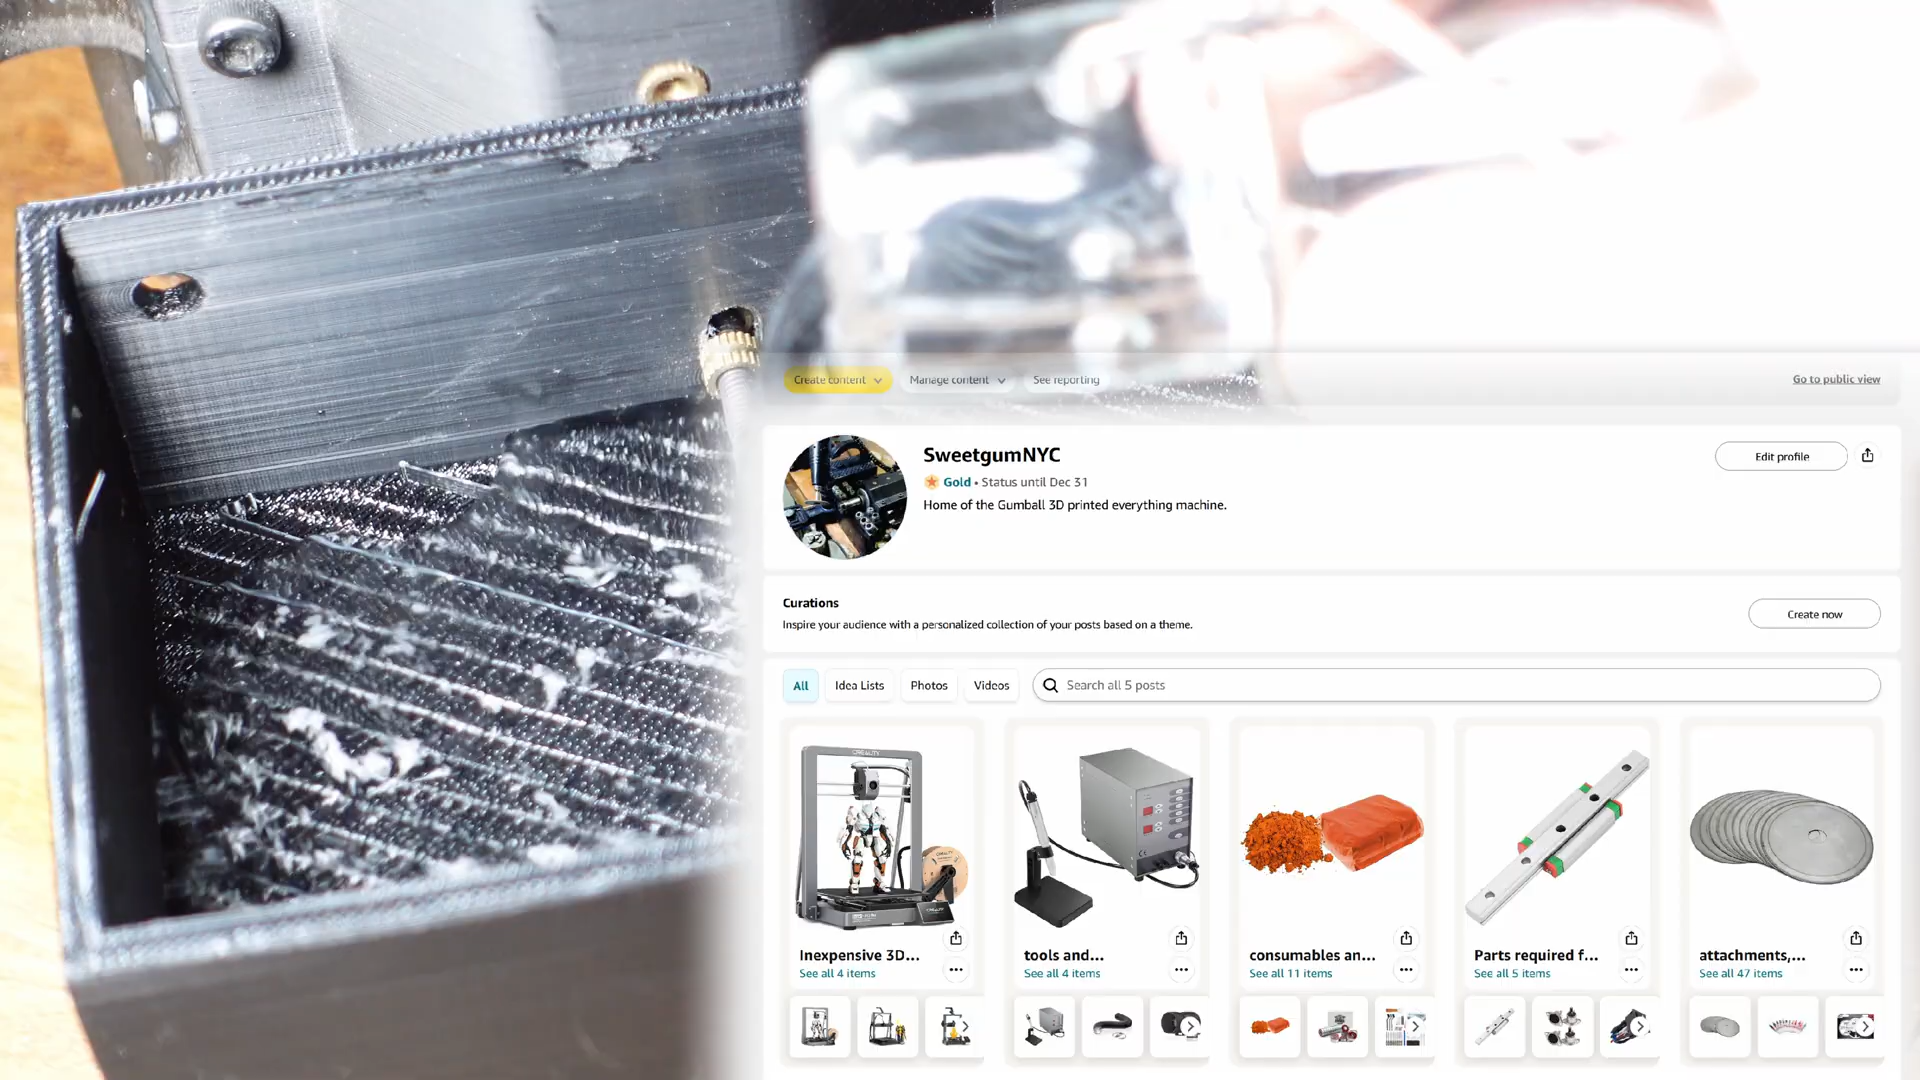 Create content
Manage content
See reporting
Go to public view
SweetgumNYC
Gold • Status until Dec 31
Home of the Gumball 3D printed everything machine.
Edit profile
Curations
Inspire your audience with a personalized collection of your posts based on a theme.
Create now
All
Idea Lists
Photos
Videos
Search all 5 posts
CREALITY
Inexpensive 3D...
See all 4 items
tools and...
See all 4 items
consumables an...
See all 11 items
Parts required f...
See all 5 items
attachments,...
See all 47 items